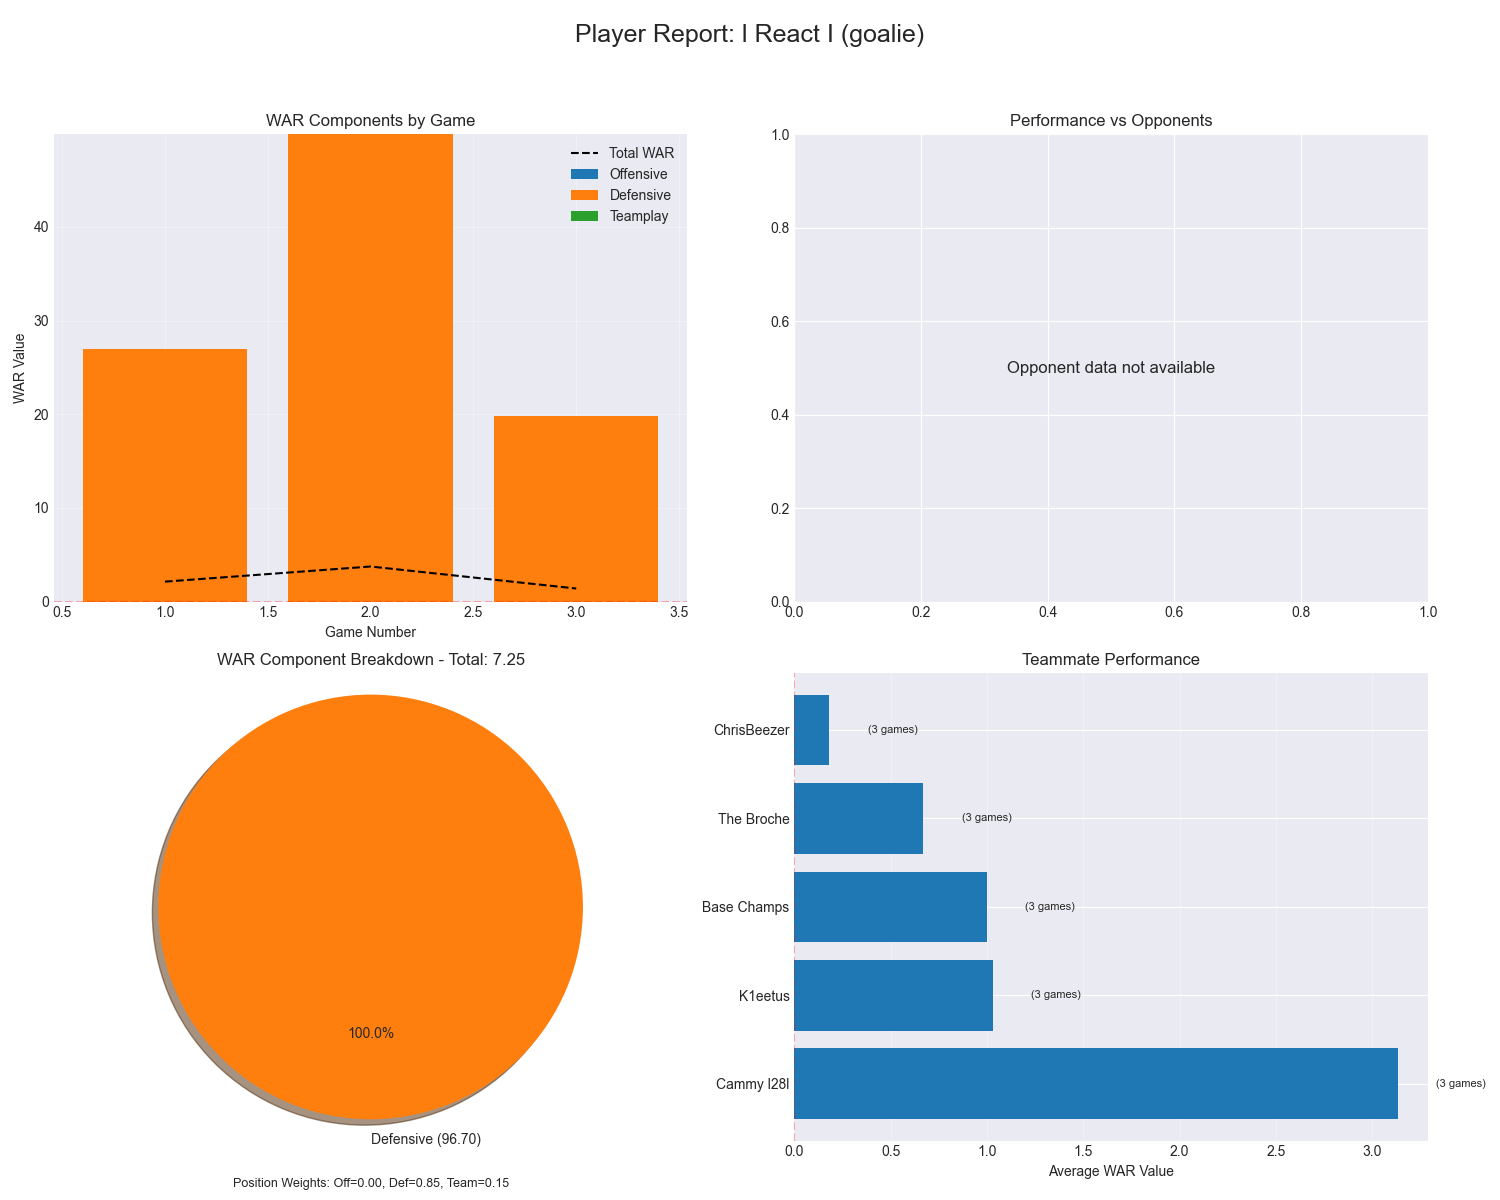 Player Report: I React I (goalie)
WAR Components by Game
Total WAR
Offensive
Defensive
Teamplay
WAR Value
40
30
20
10
0
0.5 1.0 1.5 2.0 2.5 3.0 3.5
Game Number
Performance vs Opponents
1.0
0.8
0.6
0.4
0.2
0.0
Opponent data not available
0.0 0.2 0.4 0.6 0.8 1.0
WAR Component Breakdown - Total: 7.25
100.0%
Defensive (96.70)
Position Weights: Off=0.00, Def=0.85, Team=0.15
Teammate Performance
ChrisBeezer (3 games)
The Broche (3 games)
Base Champs (3 games)
K1eetus (3 games)
Cammy I28I (3 games)
0.0 0.5 1.0 1.5 2.0 2.5 3.0
Average WAR Value